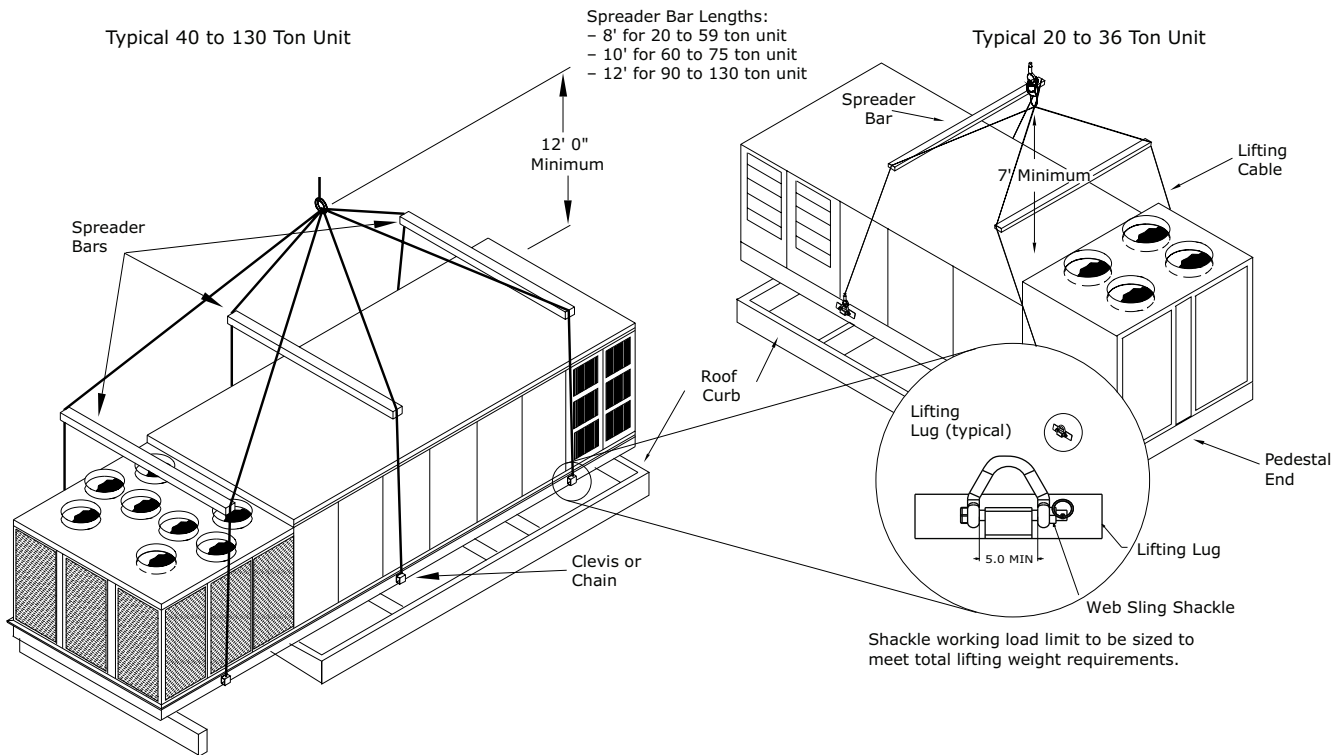 Typical 40 to 130 Ton Unit
Spreader Bar Lengths:
– 8' for 20 to 59 ton unit
– 10' for 60 to 75 ton unit
– 12' for 90 to 130 ton unit
Typical 20 to 36 Ton Unit
12' 0"
Minimum
Spreader
Bars
Spreader
Bar
7' Minimum
Lifting
Cable
Roof
Curb
Clevis or
Chain
Lifting
Lug (typical)
5.0 MIN
Lifting Lug
Web Sling Shackle
Pedestal
End
Shackle working load limit to be sized to
meet total lifting weight requirements.